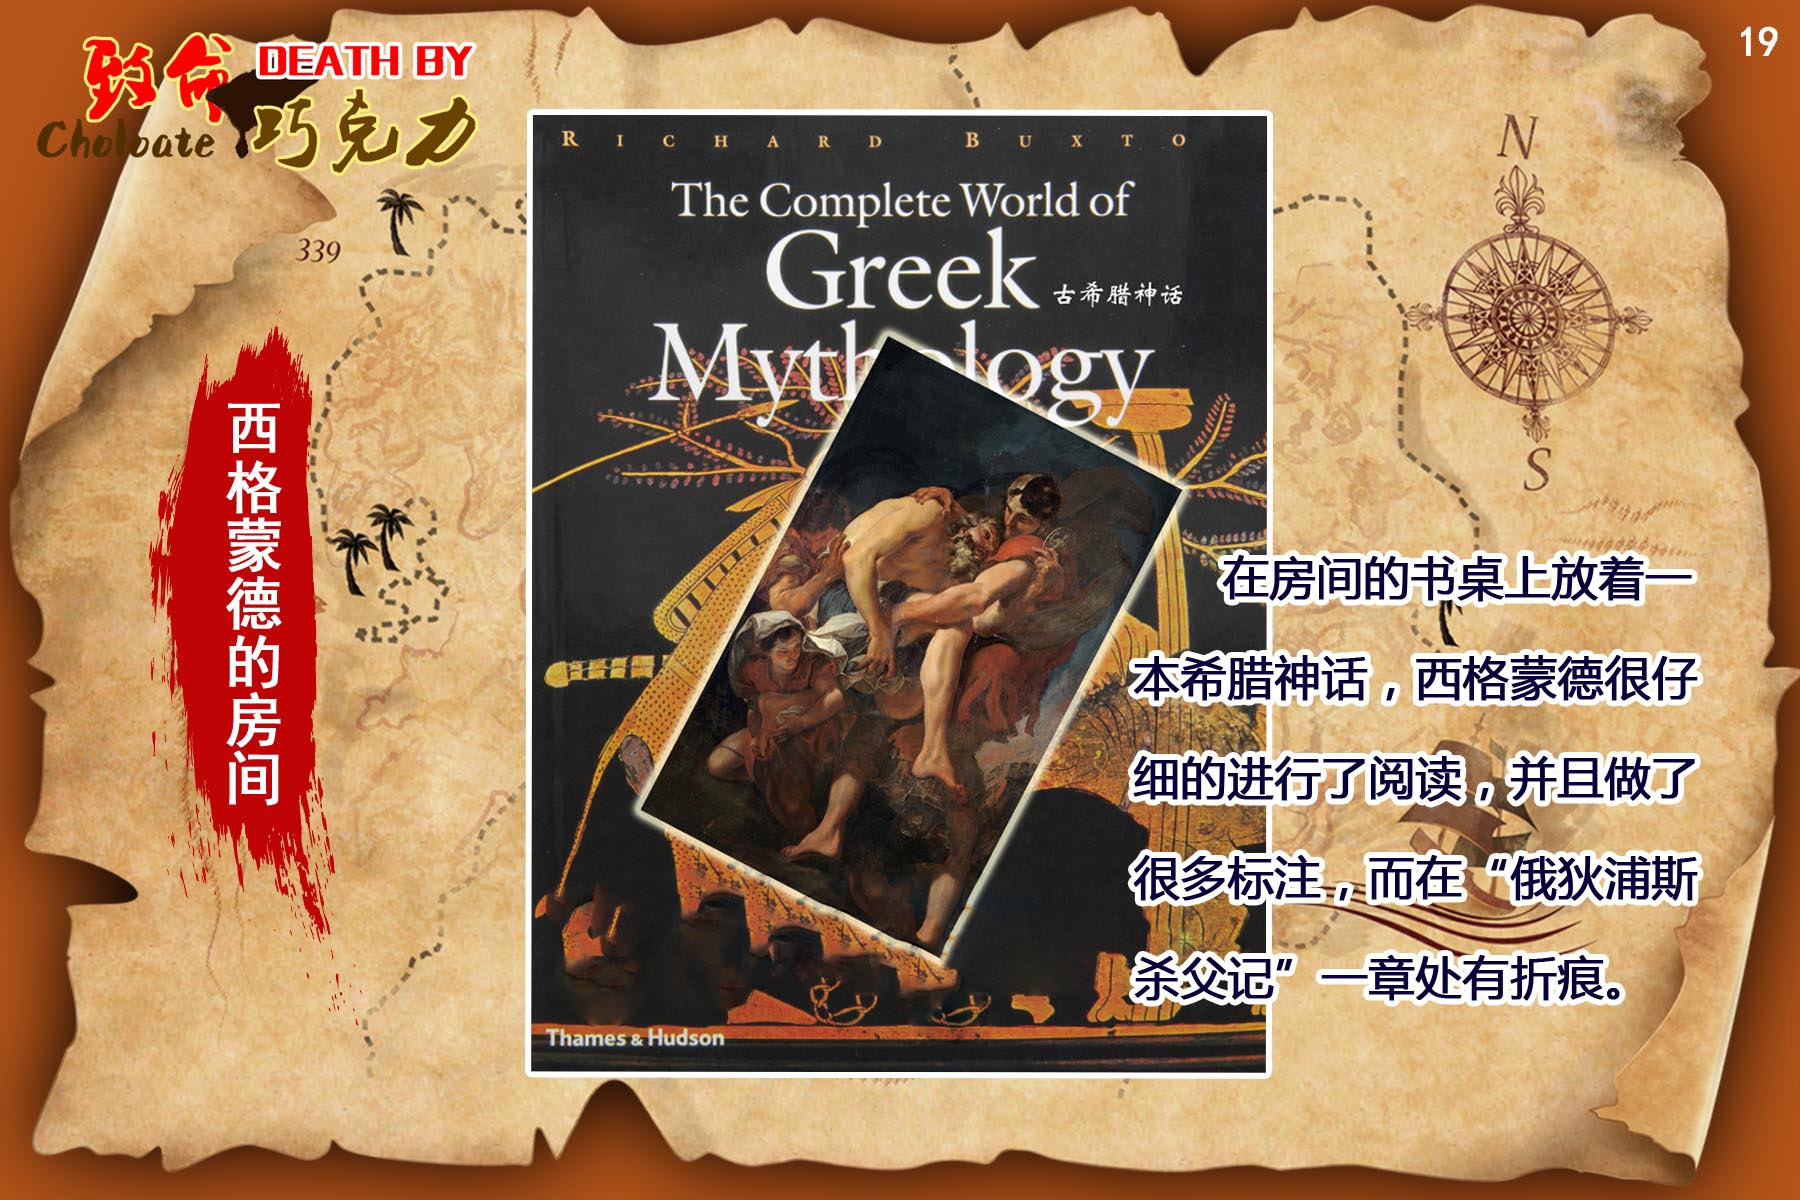 19
致命 DEATH BY
Choloate 巧克力
RICHARD BUXTO
The Complete World of
Greek 古希腊神话
Mythology
339
N
S
西格蒙德的房间
在房间的书桌上放着一
本希腊神话，西格蒙德很仔
细的进行了阅读，并且做了
很多标注，而在“俄狄浦斯
杀父记”一章处有折痕。
Thames & Hudson